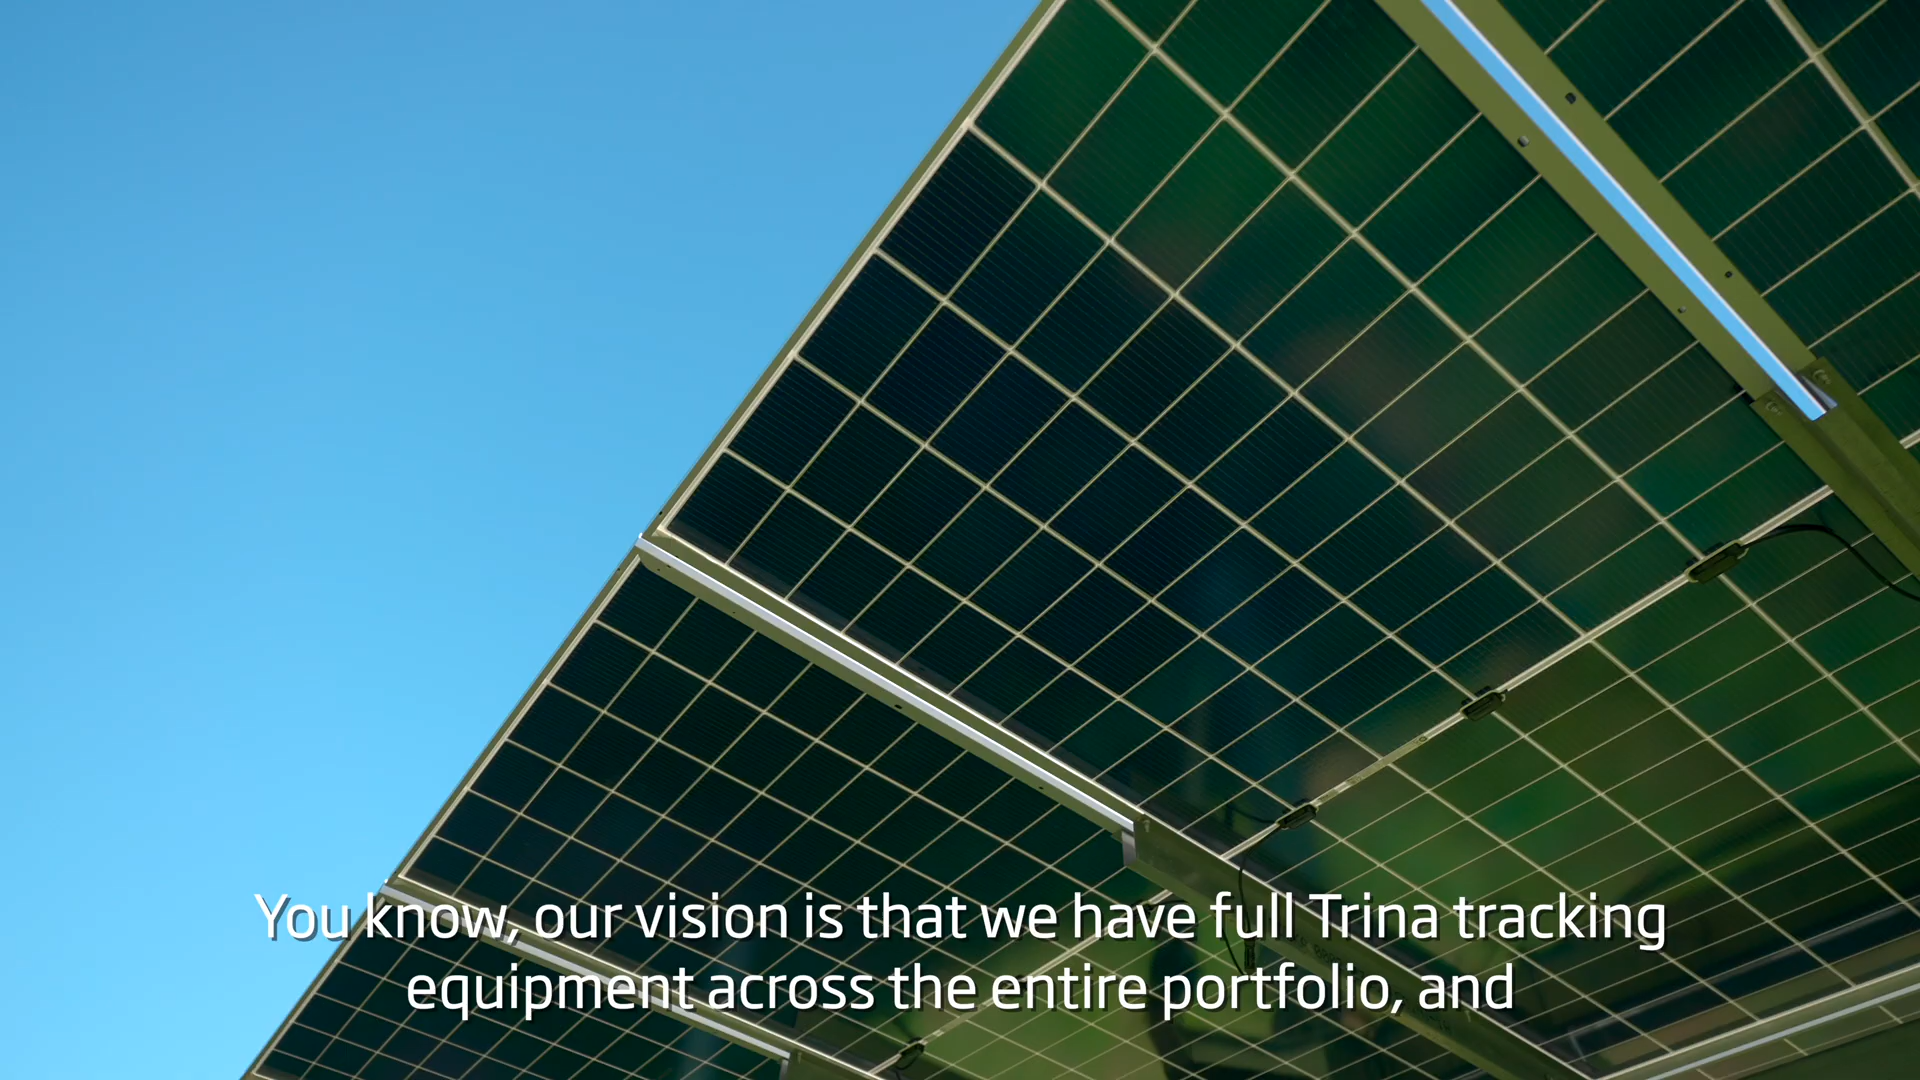 You know, our vision is that we have full Trina tracking
equipment across the entire portfolio, and